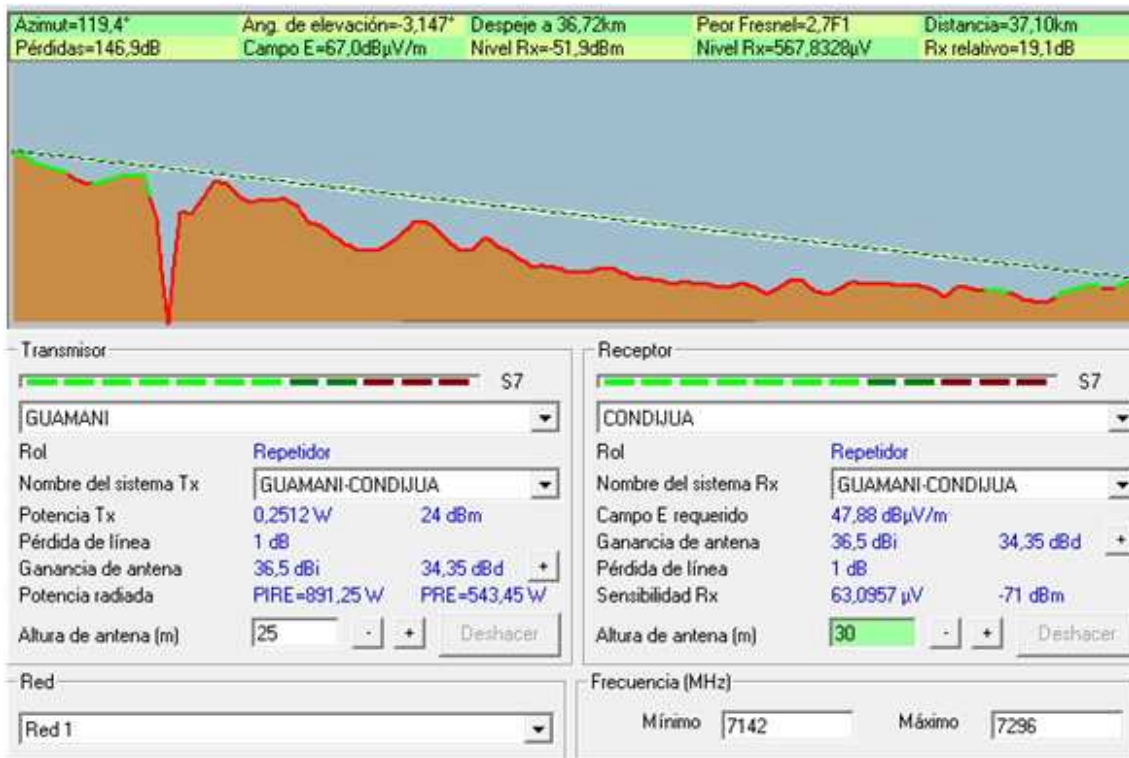 Azimut=119,4° Ang. de elevación=-3,147° Despeje a 36,72km Peor Fresnel=2,7F1 Distancia=37,10km
Pérdidas=146,9dB Campo E=67,0dBµV/m Nivel Rx=-51,9dBm Nivel Rx=567,8328µV Rx relativo=19,1dB
Transmisor
S7
GUAMANI
Rol Repetidor
Nombre del sistema Tx GUAMANI-CONDIJUA
Potencia Tx 0,2512 W 24 dBm
Pérdida de línea 1 dB
Ganancia de antena 36,5 dBi 34,35 dBd +
Potencia radiada PIRE=891,25 W PRE=543,45 W
Altura de antena (m) 25 - + Deshacer
Receptor
S7
CONDIJUA
Rol Repetidor
Nombre del sistema Rx GUAMANI-CONDIJUA
Campo E requerido 47,88 dBµV/m
Ganancia de antena 36,5 dBi 34,35 dBd +
Pérdida de línea 1 dB
Sensibilidad Rx 63,0957 µV -71 dBm
Altura de antena (m) 30 - + Deshacer
Red
Red 1
Frecuencia (MHz)
Mínimo 7142 Máximo 7296